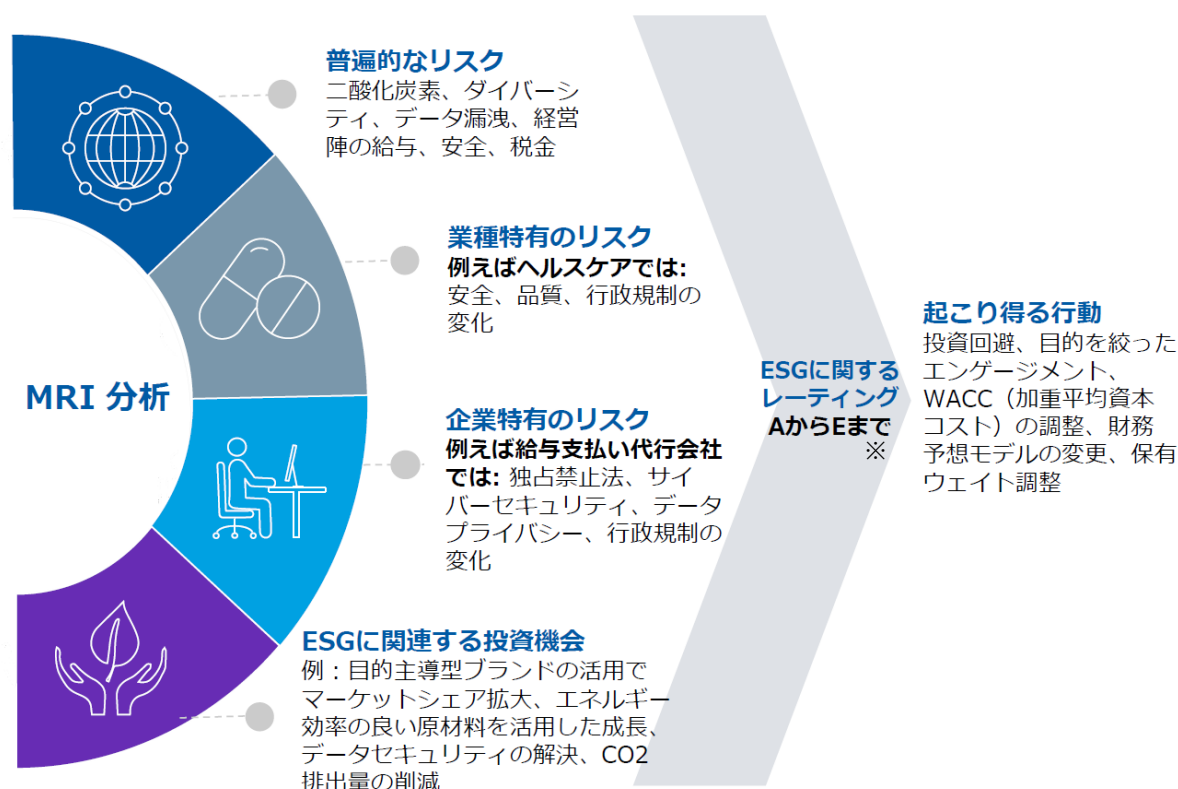 普遍的なリスク
二酸化炭素、ダイバーシ
ティ、データ漏洩、経営
陣の給与、安全、税金
業種特有のリスク
例えばヘルスケアでは:
安全、品質、行政規制の
変化
MRI 分析
企業特有のリスク
例えば給与支払い代行会社
では: 独占禁止法、サイ
バーセキュリティ、データ
プライバシー、行政規制の
変化
ESGに関連する投資機会
例：目的主導型ブランドの活用で
マーケットシェア拡大、エネルギー
効率の良い原材料を活用した成長、
データセキュリティの解決、CO2
排出量の削減
ESGに関する
レーティング
AからEまで
※
起こり得る行動
投資回避、目的を絞った
エンゲージメント、
WACC（加重平均資本
コスト）の調整、財務
予想モデルの変更、保有
ウェイト調整